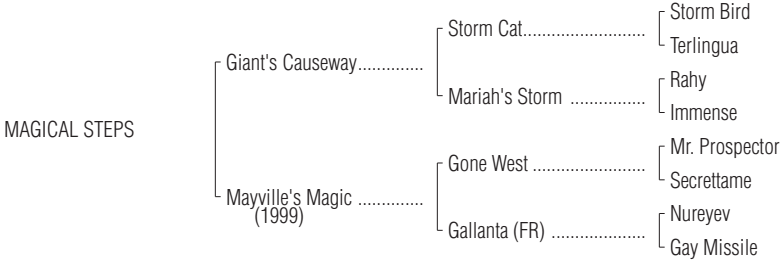 Storm Bird
Storm Cat..........................
Terlingua
Giant's Causeway..............
Rahy
Mariah's Storm ................
Immense
MAGICAL STEPS
Mr. Prospector
Gone West ........................
Secrettame
Mayville's Magic ..............
(1999)
Nureyev
Gallanta (FR) ....................
Gay Missile